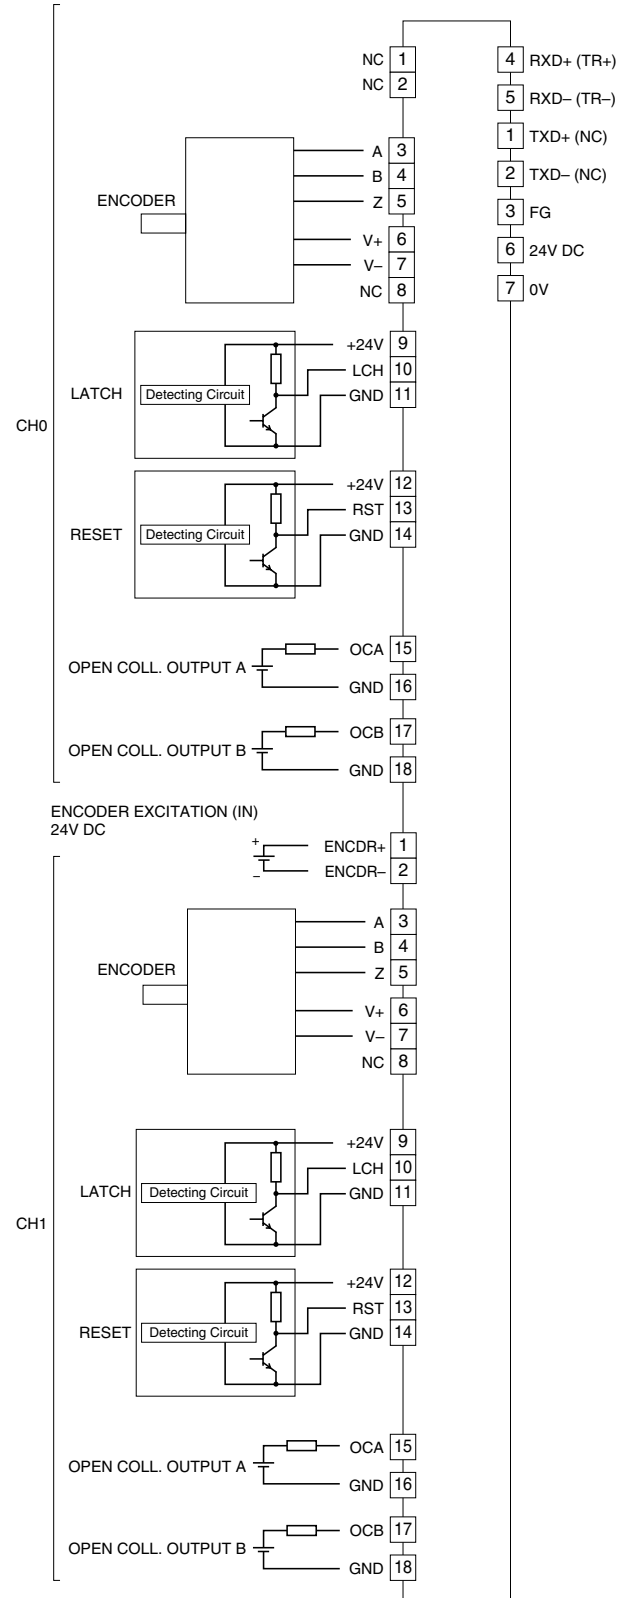 NC 1
NC 2
ENCODER
A 3
B 4
Z 5
V+ 6
V– 7
NC 8
CH0
LATCH
Detecting Circuit
+24V 9
LCH 10
GND 11
RESET
Detecting Circuit
+24V 12
RST 13
GND 14
OPEN COLL. OUTPUT A
OCA 15
GND 16
OPEN COLL. OUTPUT B
OCB 17
GND 18
4 RXD+ (TR+)
5 RXD– (TR–)
1 TXD+ (NC)
2 TXD– (NC)
3 FG
6 24V DC
7 0V
ENCODER EXCITATION (IN)
24V DC
+
–
ENCDR+ 1
ENCDR– 2
ENCODER
A 3
B 4
Z 5
V+ 6
V– 7
NC 8
CH1
LATCH
Detecting Circuit
+24V 9
LCH 10
GND 11
RESET
Detecting Circuit
+24V 12
RST 13
GND 14
OPEN COLL. OUTPUT A
OCA 15
GND 16
OPEN COLL. OUTPUT B
OCB 17
GND 18